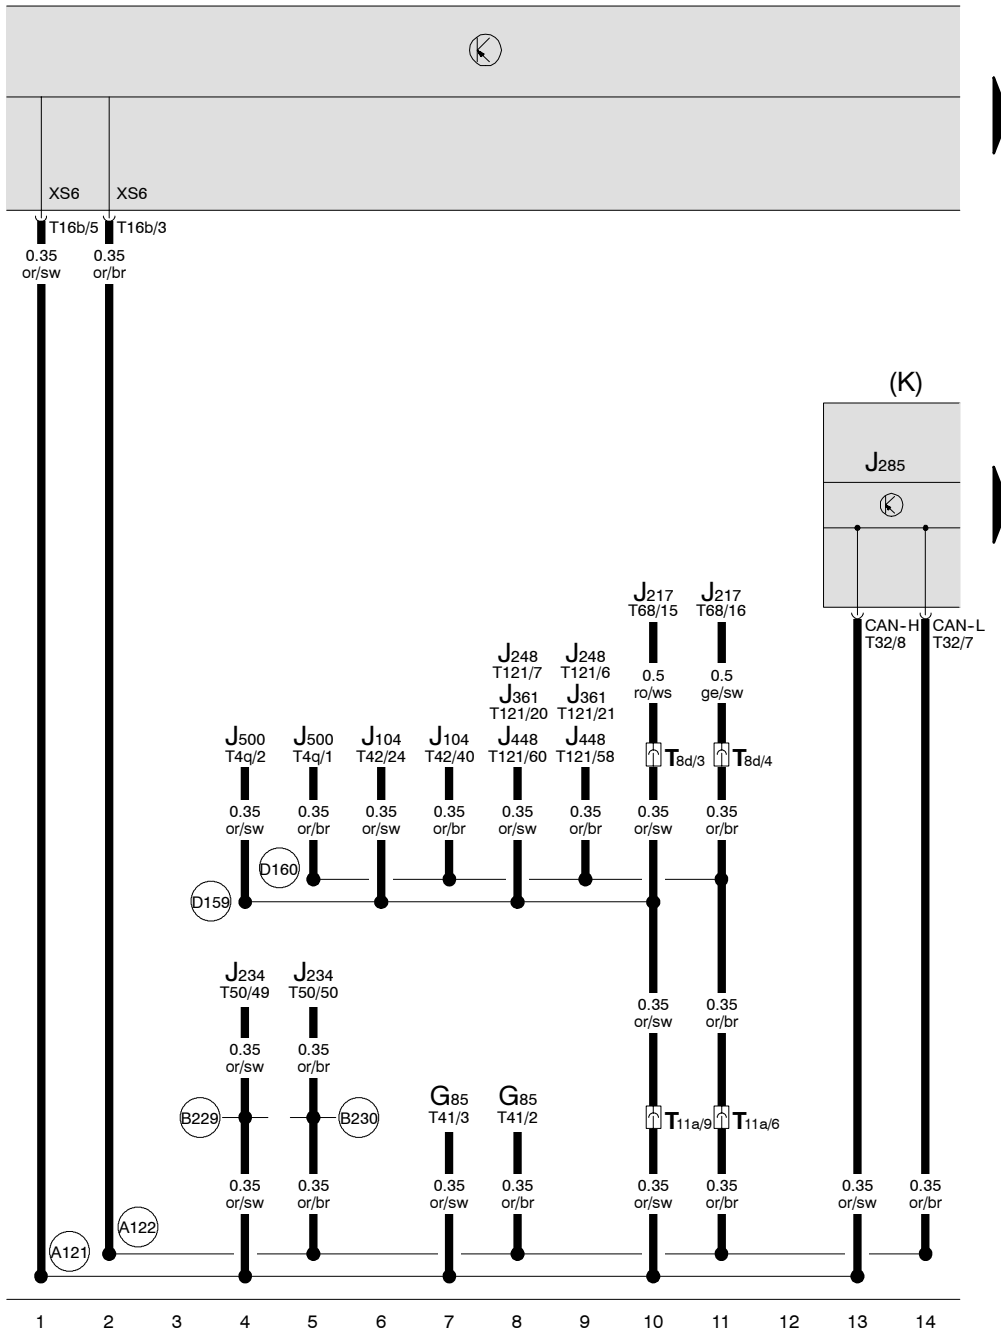 XS6 XS6
T16b/5 T16b/3
0.35 0.35
or/sw or/br
(K)
J285
J217 J217
T68/15 T68/16
CAN-H CAN-L
T32/8 T32/7
J248 J248
T121/7 T121/6
0.5 0.5
ro/ws ge/sw
J361 J361
T121/20 T121/21
J500 J500 J104 J104 J448 J448
T4q/2 T4q/1 T42/24 T42/40 T121/60 T121/58 T8d/3 T8d/4
0.35 0.35 0.35 0.35 0.35 0.35 0.35 0.35
or/sw or/br or/sw or/br or/sw or/br or/sw or/br
D160
D159
J234 J234
T50/49 T50/50
0.35 0.35
or/sw or/br
0.35 0.35
or/sw or/br
G85 G85
T41/3 T41/2
B229 B230 T11a/9 T11a/6
0.35 0.35 0.35 0.35 0.35 0.35 0.35 0.35
or/sw or/br or/sw or/br or/sw or/br or/sw or/br
A122
A121
1 2 3 4 5 6 7 8 9 10 11 12 13 14